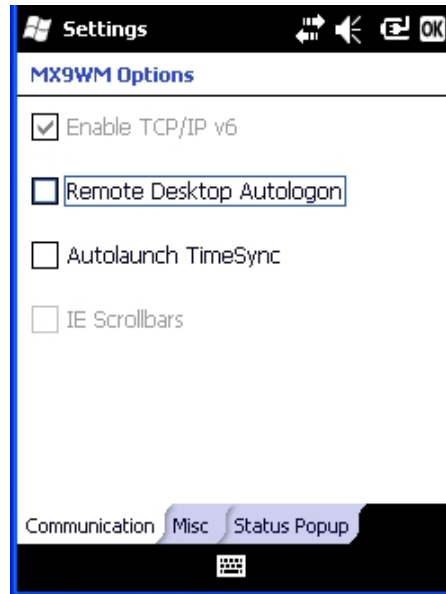 Settings OK
MX9WM Options
Enable TCP/IP v6
Remote Desktop Autologon
Autolaunch TimeSync
IE Scrollbars
Communication Misc Status Popup